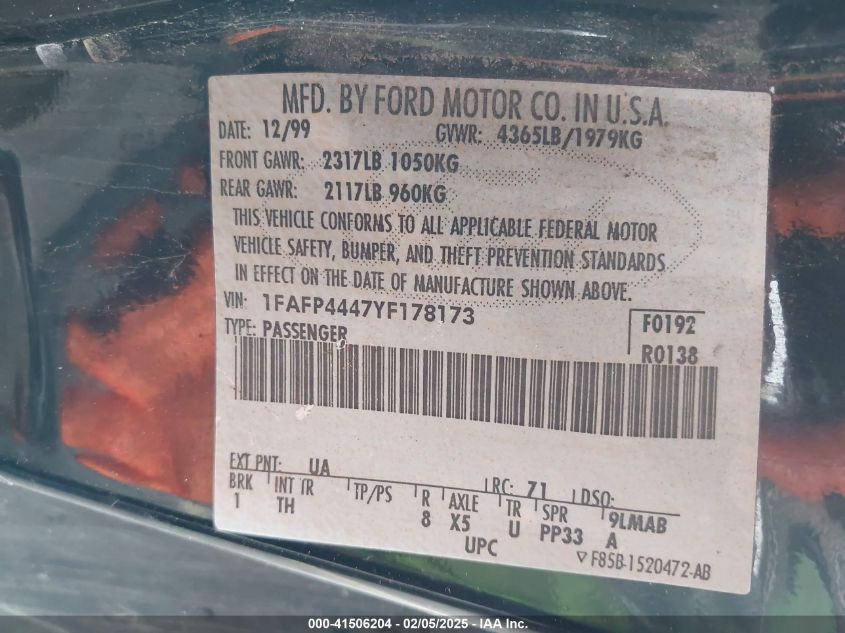 MFD. BY FORD MOTOR CO. IN U.S.A.
DATE: 12/99 GVWR: 4365LB/1979KG
FRONT GAWR: 2317LB 1050KG
REAR GAWR: 2117LB 960KG
THIS VEHICLE CONFORMS TO ALL APPLICABLE FEDERAL MOTOR
VEHICLE SAFETY, BUMPER, AND THEFT PREVENTION STANDARDS
IN EFFECT ON THE DATE OF MANUFACTURE SHOWN ABOVE.
VIN: 1FAFP4447YF178173 F0192
TYPE: PASSENGER R0138
EXT PNT: UA RC: 71 DSO:
BRK INT TR TP/PS R AXLE TR SPR 9LMAB
1 TH 8 X5 U PP33 A
UPC ▽F85B-1520472-AB
000-41506204 - 02/05/2025 - IAA Inc.